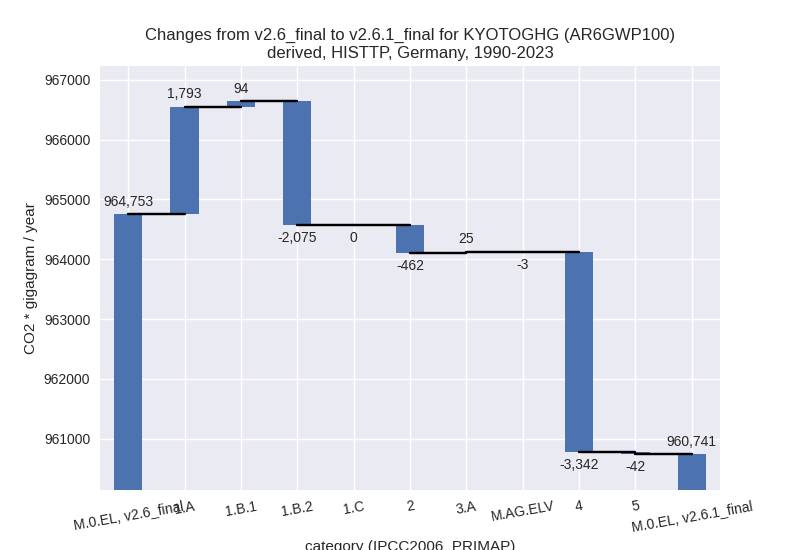 Changes from v2.6_final to v2.6.1_final for KYOTOGHG (AR6GWP100)
derived, HISTTP, Germany, 1990-2023
CO2 * gigagram / year
967000
966000
965000
964000
963000
962000
961000
964,753
1,793
94
-2,075
0
-462
25
-3
-3,342
-42
960,741
M.0.EL, v2.6_final
1.A
1.B.1
1.B.2
1.C
2
3.A
M.AG.ELV
4
5
M.0.EL, v2.6.1_final
category (IPCC2006_PRIMAP)